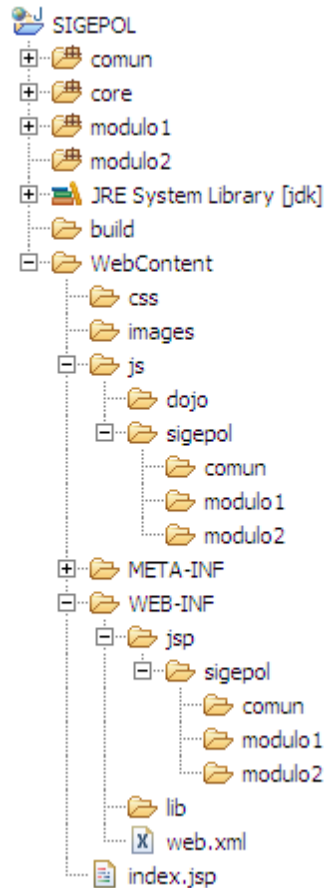 SIGEPOL
comun
core
modulo1
modulo2
JRE System Library [jdk]
build
WebContent
css
images
js
dojo
sigepol
comun
modulo1
modulo2
META-INF
WEB-INF
jsp
sigepol
comun
modulo1
modulo2
lib
web.xml
index.jsp